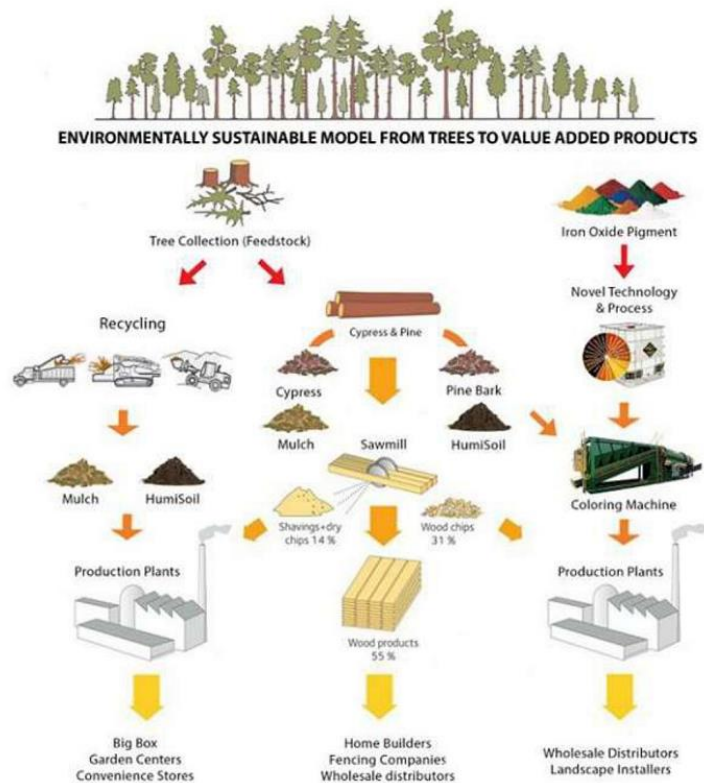 ENVIRONMENTALLY SUSTAINABLE MODEL FROM TREES TO VALUE ADDED PRODUCTS
Tree Collection (Feedstock)
Iron Oxide Pigment
Recycling
Cypress & Pine
Novel Technology
& Process
Cypress
Pine Bark
Mulch
Sawmill
HumiSoil
Mulch
HumiSoil
Coloring Machine
Shavings+dry
chips 14 %
Wood chips
31 %
Production Plants
Production Plants
Wood products
55 %
Big Box
Garden Centers
Convenience Stores
Home Builders
Fencing Companies
Wholesale distributors
Wholesale Distributors
Landscape Installers